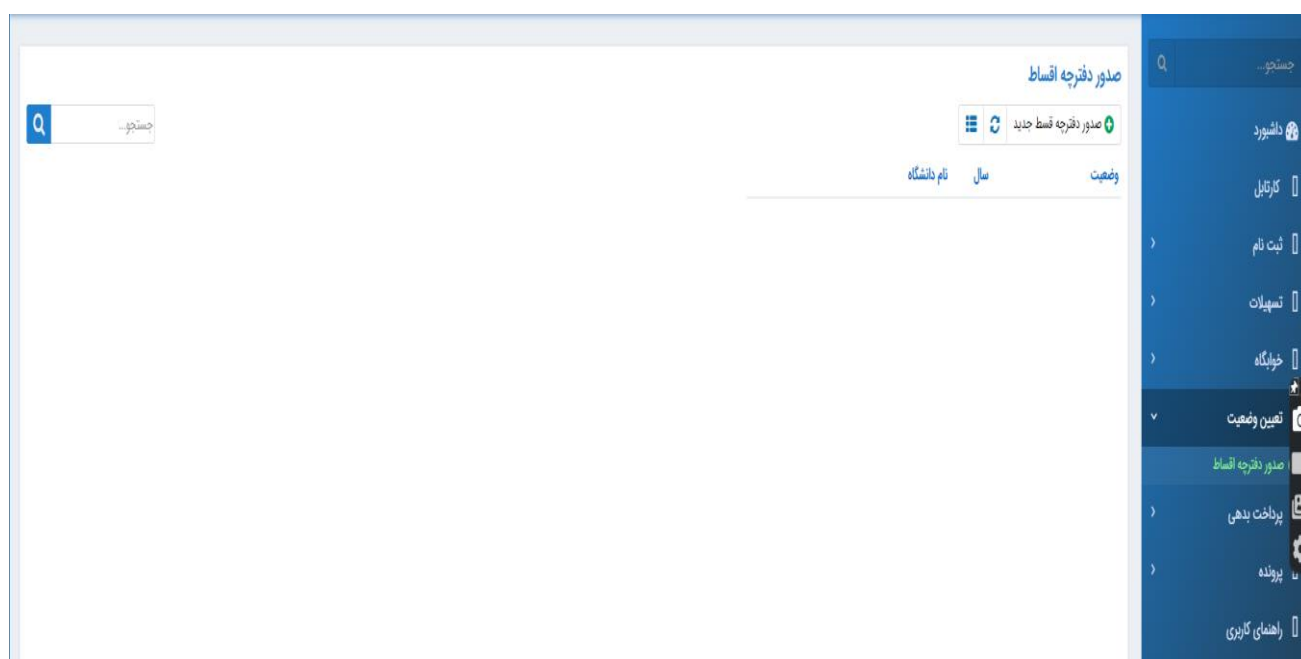 جستجو...
داشبورد
کارتابل
ثبت نام
تسهیلات
خوابگاه
تعیین وضعیت
صدور دفترچه اقساط
پرداخت بدهی
پرونده
راهنمای کاربری
صدور دفترچه اقساط
صدور دفترچه قسط جدید
جستجو...
وضعیت سال نام دانشگاه